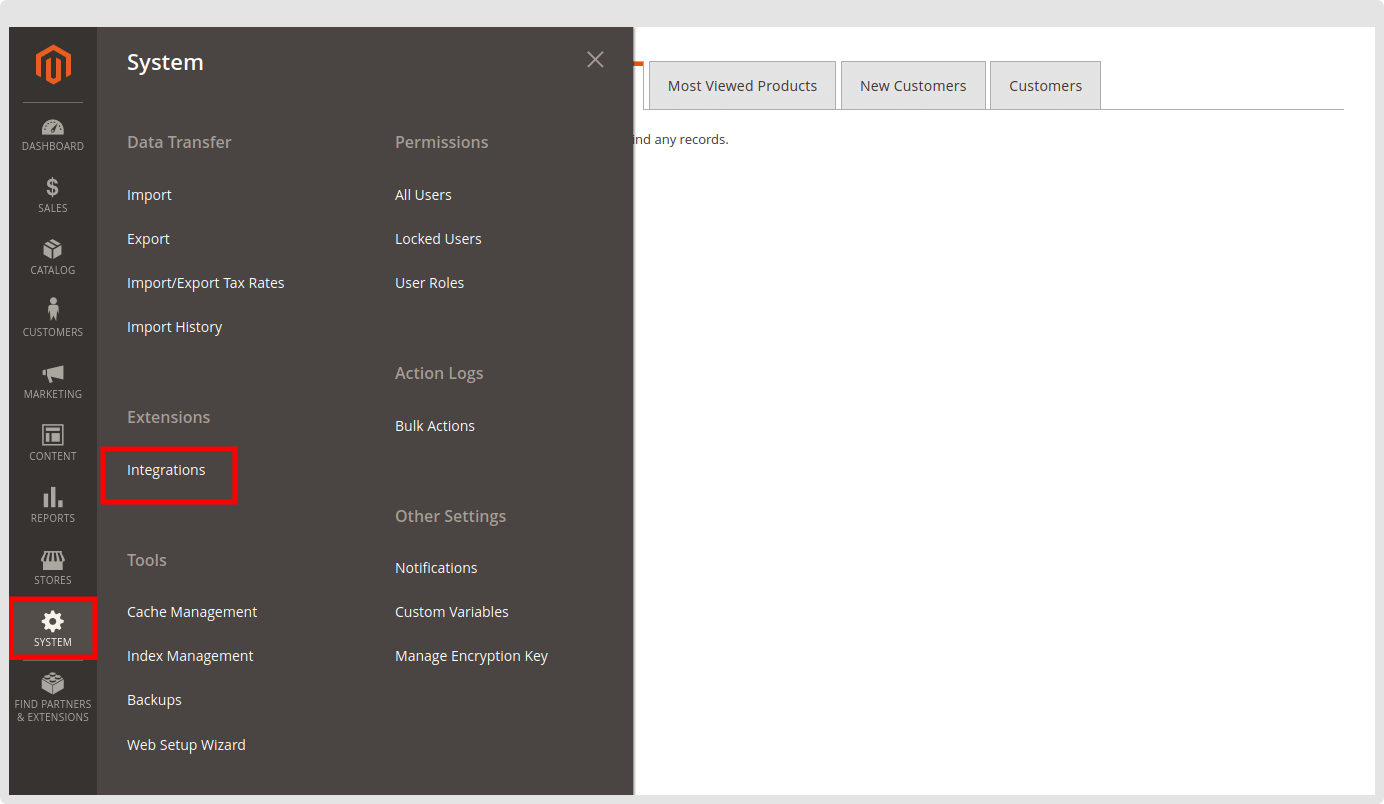 DASHBOARD
SALES
CATALOG
CUSTOMERS
MARKETING
CONTENT
REPORTS
STORES
SYSTEM
FIND PARTNERS
& EXTENSIONS
System
Data Transfer
Import
Export
Import/Export Tax Rates
Import History
Extensions
Integrations
Tools
Cache Management
Index Management
Backups
Web Setup Wizard
Permissions
All Users
Locked Users
User Roles
Action Logs
Bulk Actions
Other Settings
Notifications
Custom Variables
Manage Encryption Key
Most Viewed Products
New Customers
Customers
ind any records.